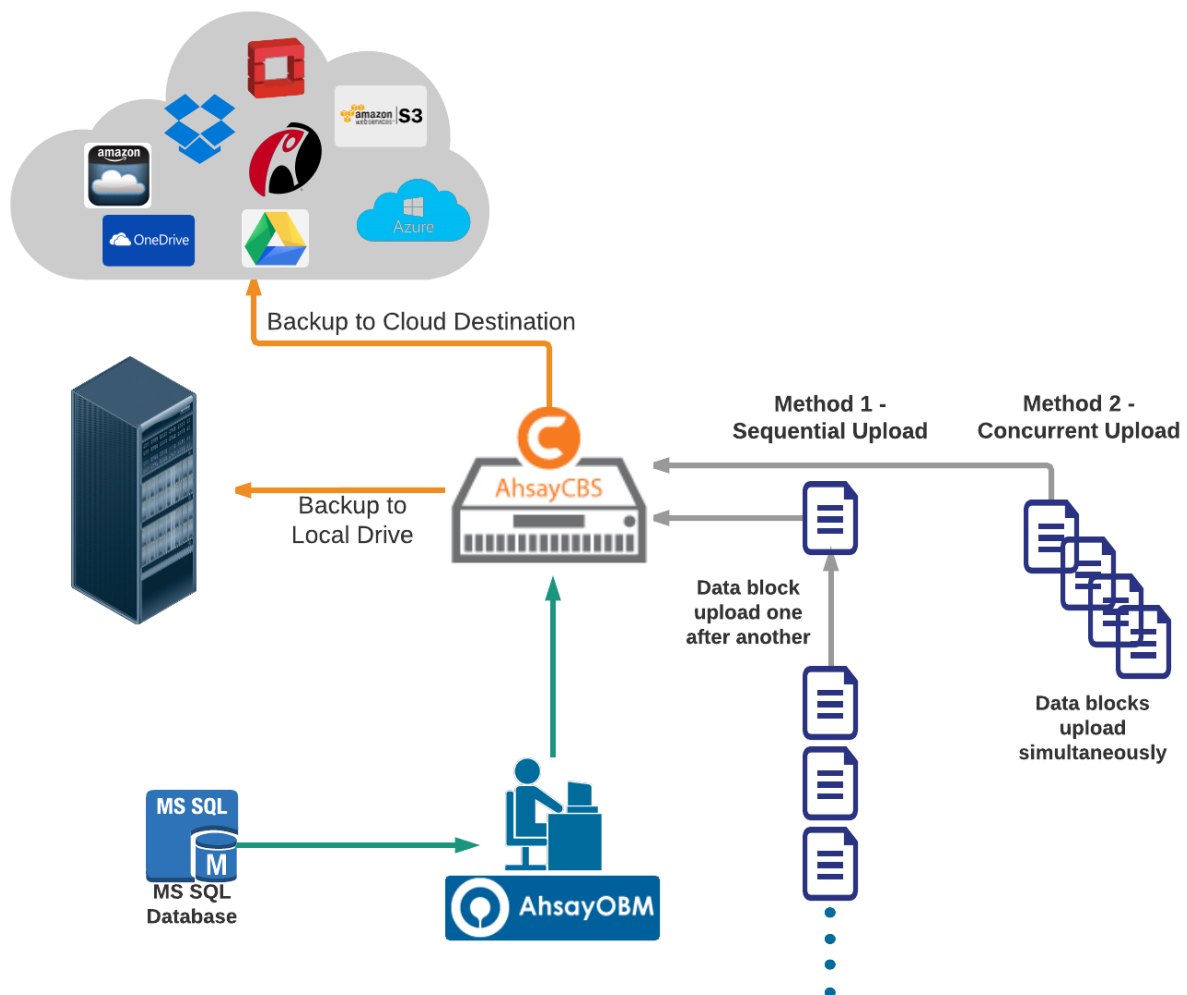 amazon
webservices
S3
amazon
OneDrive
Azure
Backup to Cloud Destination
Method 1 -
Sequential Upload
Method 2 -
Concurrent Upload
AhsayCBS
Backup to
Local Drive
Data block
upload one
after another
Data blocks
upload
simultaneously
MS SQL
M
MS SQL
Database
AhsayOBM